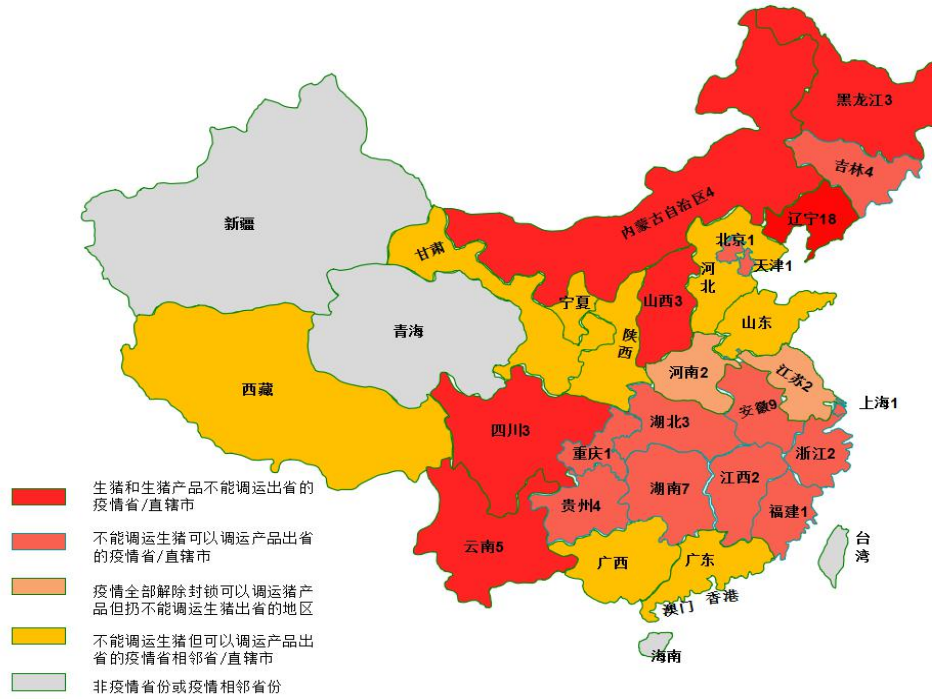 黑龙江3
吉林4
内蒙古自治区4
辽宁18
新疆
北京1
甘肃
天津1
河北
宁夏
山西3
山东
青海
陕西
河南2
江苏2
西藏
安徽9
上海1
四川3
湖北3
重庆1
浙江2
江西2
湖南7
贵州4
福建1
云南5
台湾
广西
广东
澳门
香港
海南
生猪和生猪产品不能调运出省的
疫情省/直辖市
不能调运生猪可以调运产品出省
的疫情省/直辖市
疫情全部解除封锁可以调运猪产
品但扔不能调运生猪出省的地区
不能调运生猪但可以调运产品出
省的疫情省相邻省/直辖市
非疫情省份或疫情相邻省份